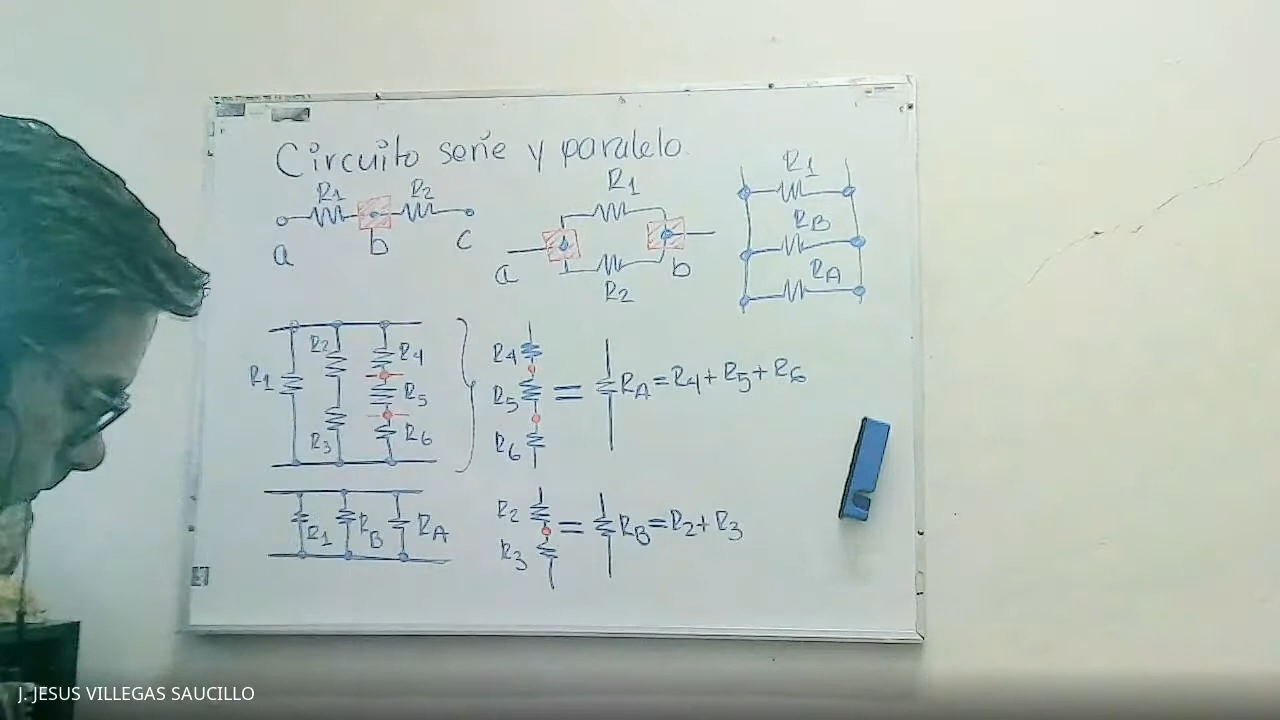 Circuito serie y paralelo.
R1 R2
a b c
R1
a b
R2
R1
RB
RA
R1 R2 R4
R5
R3 R6
R4
R5 = RA = R4 + R5 + R6
R6
R1 RB RA
R2
= RB = R2 + R3
R3
J. JESUS VILLEGAS SAUCILLO